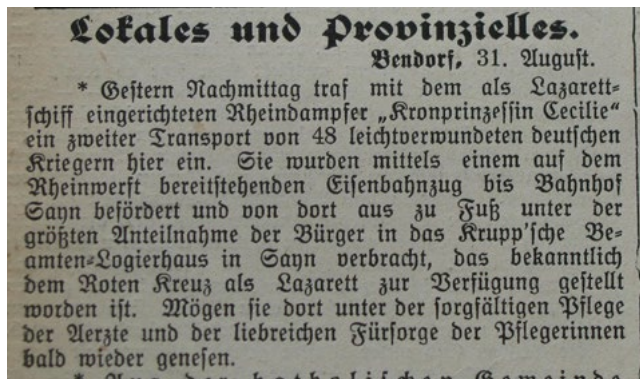 Lokales und Provinzielles.
Bendorf, 31. August.
* Gestern Nachmittag traf mit dem als Lazarett-
schiff eingerichteten Rheindampfer „Kronprinzessin Cecilie“
ein zweiter Transport von 48 leichtverwundeten deutschen
Kriegern hier ein. Sie wurden mittels einem auf dem
Rheinwerft bereitstehenden Eisenbahnzug bis Bahnhof
Sayn befördert und von dort aus zu Fuß unter der
größten Anteilnahme der Bürger in das Krupp'sche Be-
amten-Logierhaus in Sayn verbracht, das bekanntlich
dem Roten Kreuz als Lazarett zur Verfügung gestellt
worden ist. Mögen sie dort unter der sorgfältigen Pflege
der Aerzte und der liebreichen Fürsorge der Pflegerinnen
bald wieder genesen.
* Aus der katholischen Gemeinde